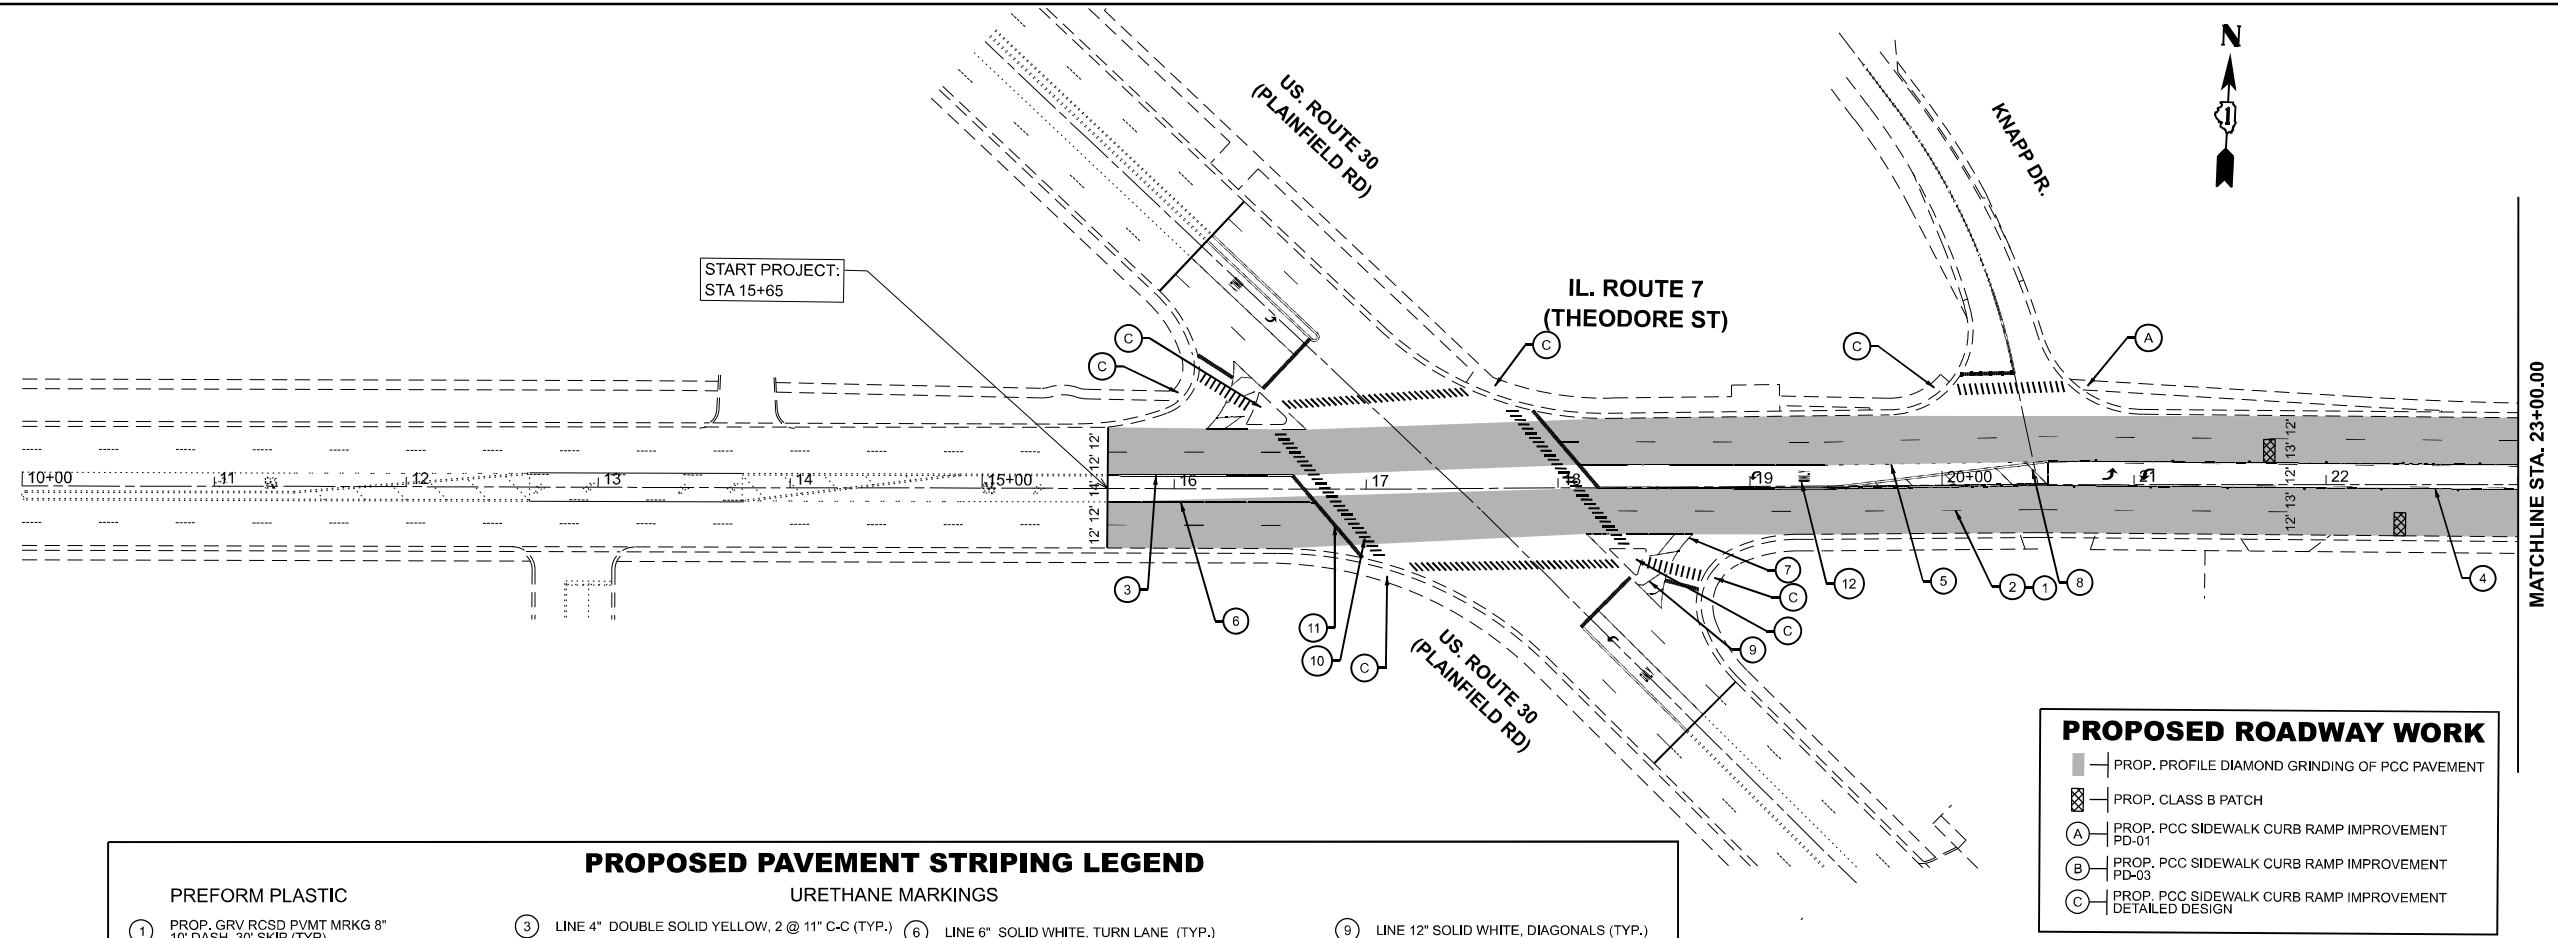 N
1
US. ROUTE 30
(PLAINFIELD RD)
KNAPP DR.
START PROJECT:
STA 15+65
IL. ROUTE 7
(THEODORE ST)
C
C
C
C
A
MATCHLINE STA. 23+00.00
10+00
11
12
13
14
15+00
16
17
18
19
20+00
21
22
12' 12' 14' 12' 12'
12' 13' 12' 13' 12'
3
6
11
10
C
7
C
C
9
12
5
2
1
8
4
US. ROUTE 30
(PLAINFIELD RD)
PROPOSED ROADWAY WORK
PROP. PROFILE DIAMOND GRINDING OF PCC PAVEMENT
PROP. CLASS B PATCH
A PROP. PCC SIDEWALK CURB RAMP IMPROVEMENT
PD-01
B PROP. PCC SIDEWALK CURB RAMP IMPROVEMENT
PD-03
C PROP. PCC SIDEWALK CURB RAMP IMPROVEMENT
DETAILED DESIGN
PROPOSED PAVEMENT STRIPING LEGEND
PREFORM PLASTIC
URETHANE MARKINGS
1 PROP. GRV RCSD PVMT MRKG 8"
10' DASH, 30' SKIP (TYP)
3 LINE 4" DOUBLE SOLID YELLOW, 2 @ 11" C-C (TYP.)
6 LINE 6" SOLID WHITE, TURN LANE (TYP.)
9 LINE 12" SOLID WHITE, DIAGONALS (TYP.)